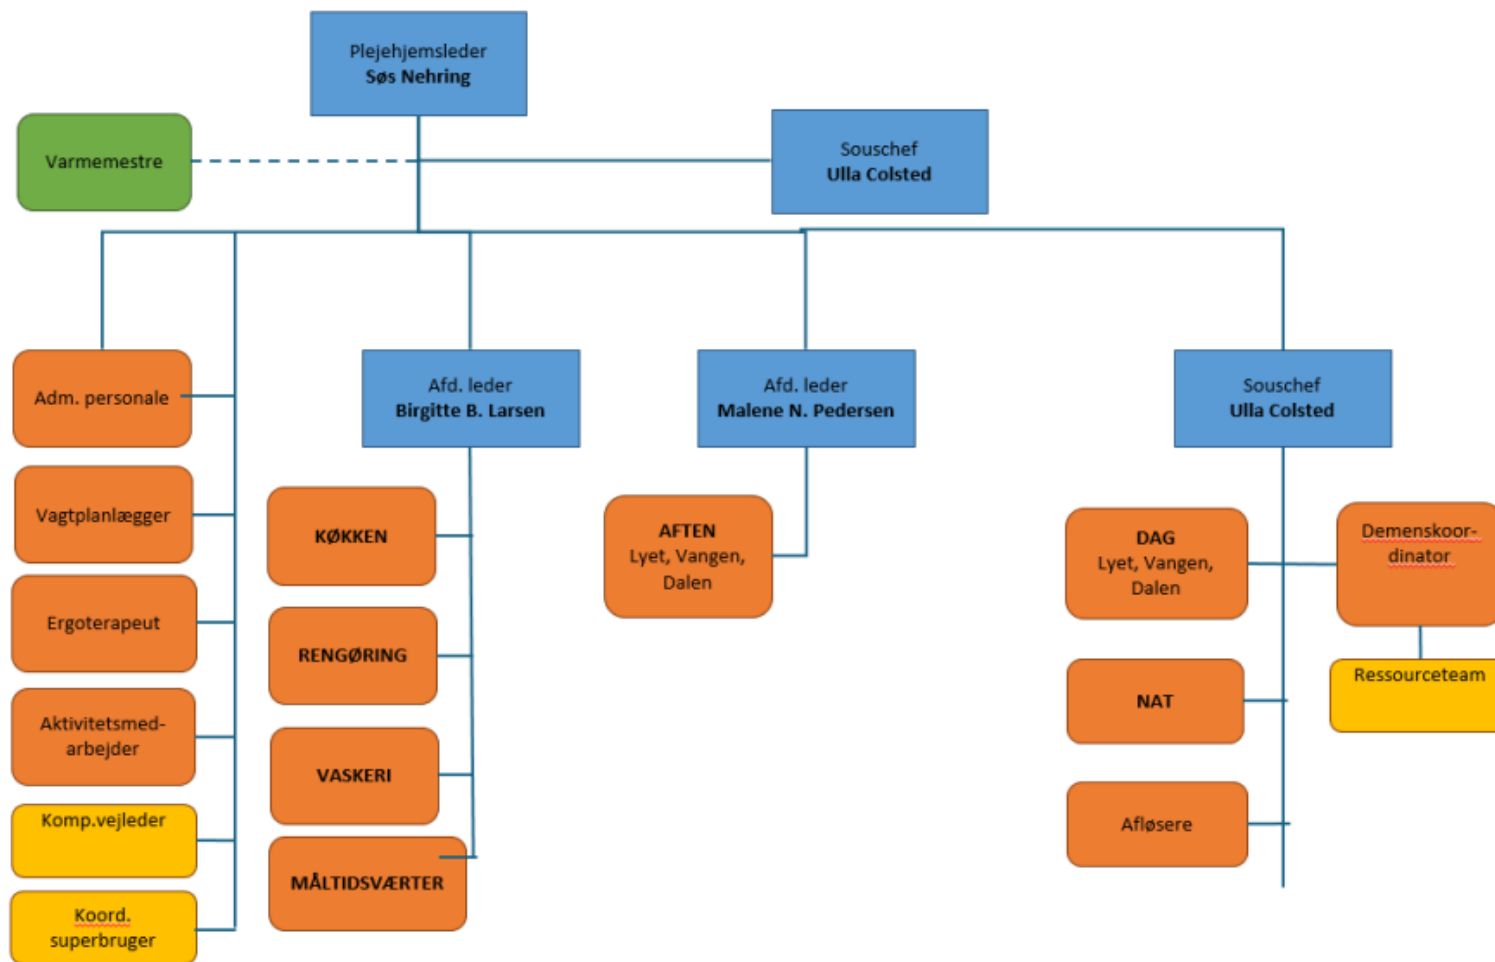 Plejehjemsleder
Søs Nehring
Varmemestre
Souschef
Ulla Colsted
Adm. personale
Vagtplanlægger
Ergoterapeut
Aktivitetsmed-
arbejder
Komp.vejleder
Koord.
superbruger
Afd. leder
Birgitte B. Larsen
KØKKEN
RENGØRING
VASKERI
MÅLTIDSVÆRTER
Afd. leder
Malene N. Pedersen
AFTEN
Lyet, Vangen,
Dalen
Souschef
Ulla Colsted
DAG
Lyet, Vangen,
Dalen
Demenskoor-
dinator
Ressourceteam
NAT
Afløsere